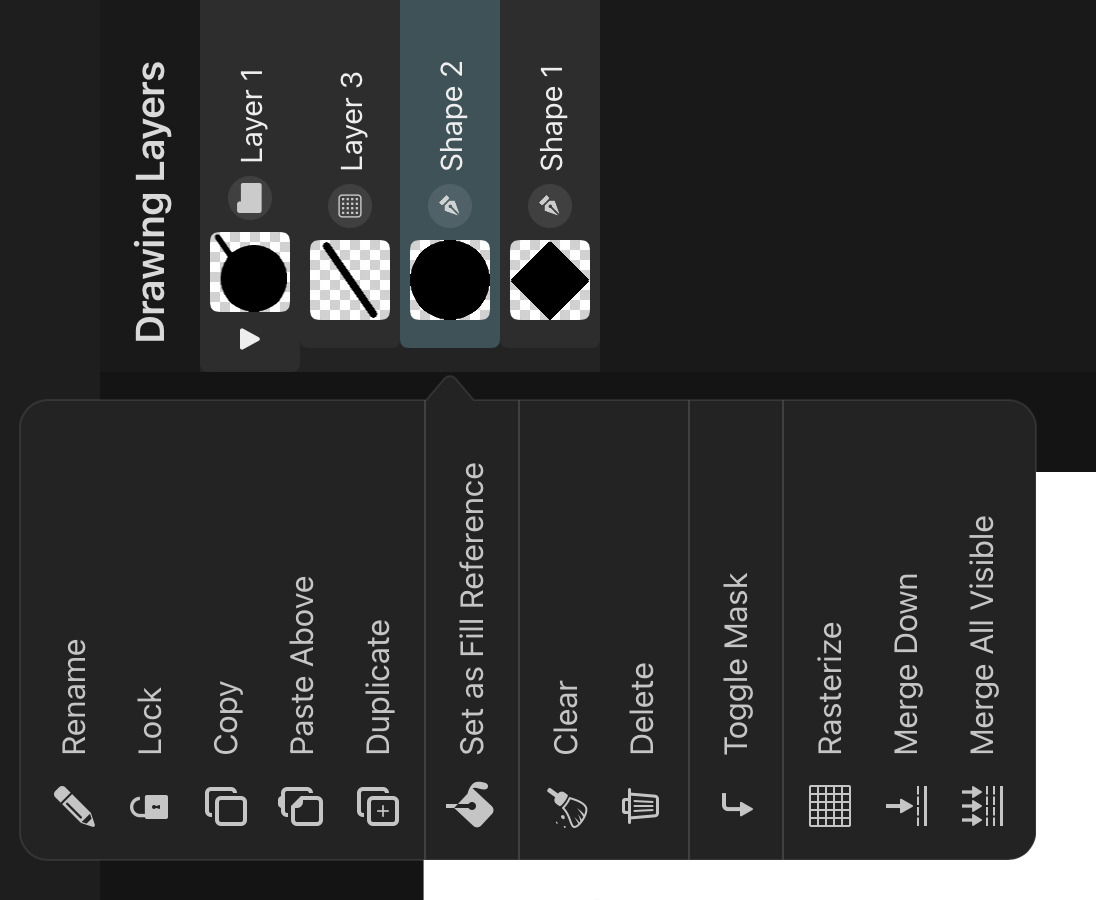 Rename
Lock
Copy
Paste Above
Duplicate
Set as Fill Reference
Clear
Delete
Toggle Mask
Rasterize
Merge Down
Merge All Visible
Drawing Layers
Layer 1
Layer 3
Shape 2
Shape 1